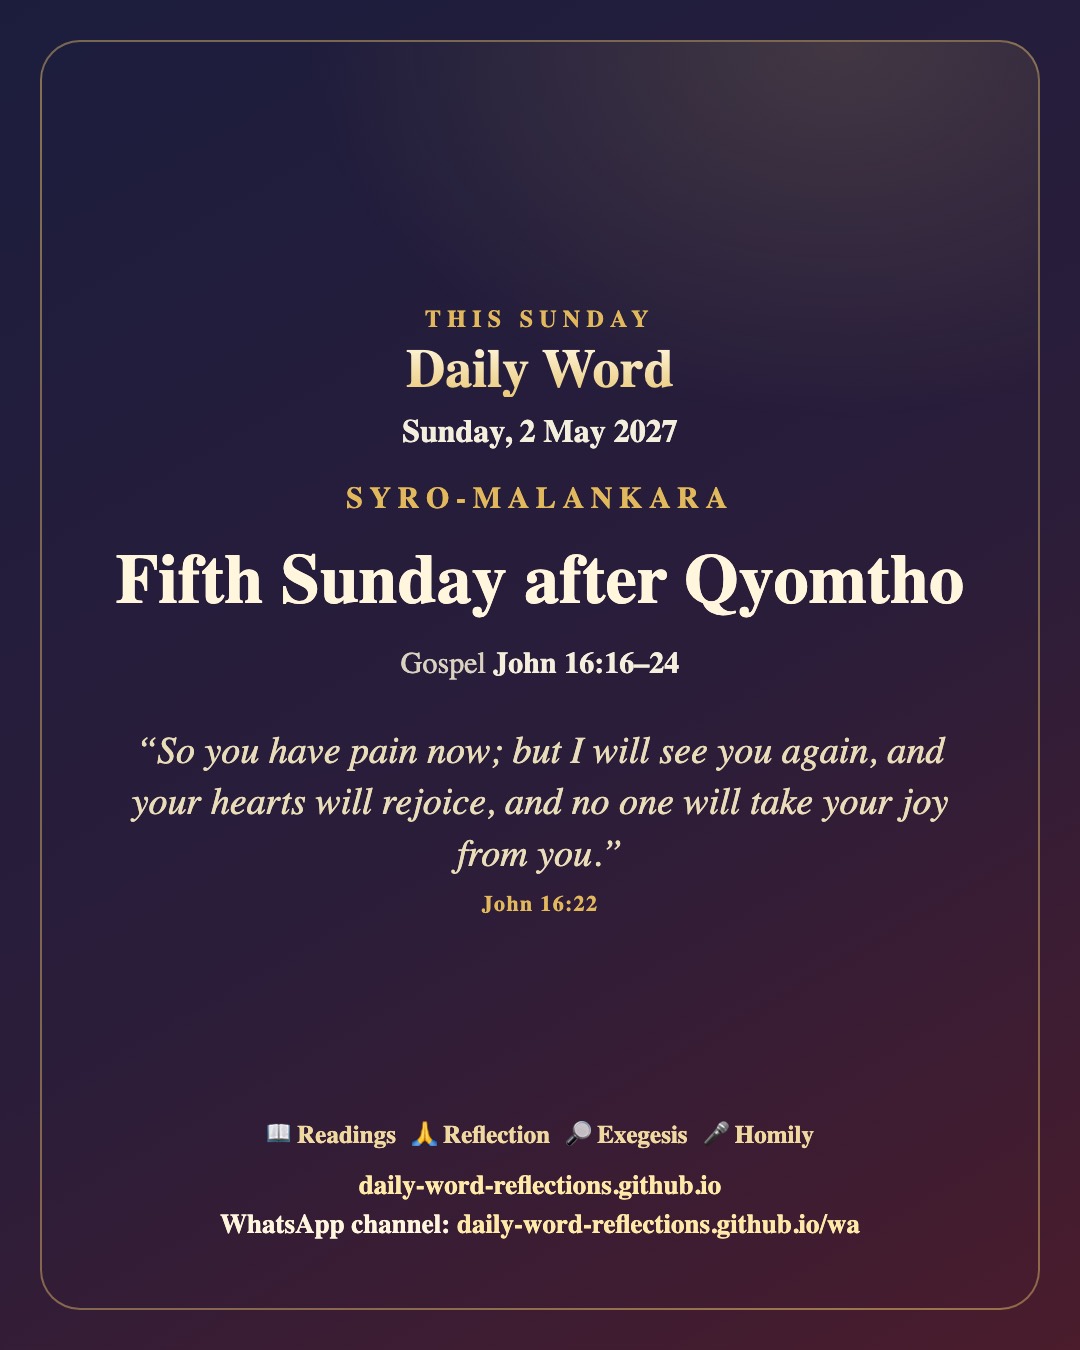 THIS SUNDAY
Daily Word
Sunday, 2 May 2027
SYRO-MALANKARA
Fifth Sunday after Qyomtho
Gospel John 16:16–24
“So you have pain now; but I will see you again, and
your hearts will rejoice, and no one will take your joy
from you.”
John 16:22
📖 Readings 🙏 Reflection 🔎 Exegesis 🎤 Homily
daily-word-reflections.github.io
WhatsApp channel: daily-word-reflections.github.io/wa